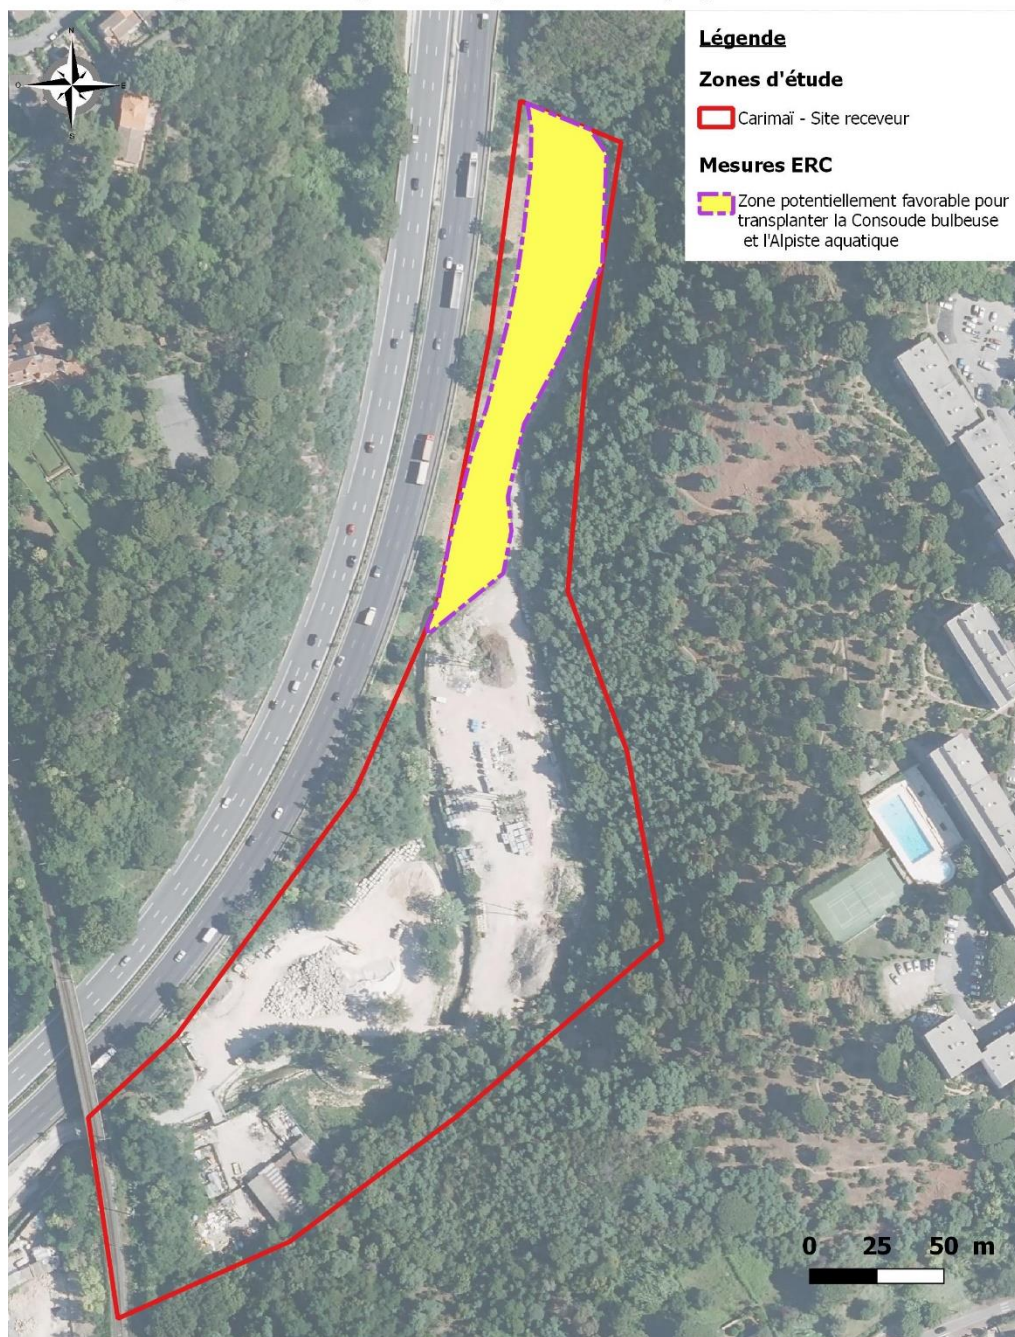 N
O
E
S
Légende
Zones d'étude
Carimaï - Site receveur
Mesures ERC
Zone potentiellement favorable pour
transplanter la Consoude bulbeuse
et l'Alpiste aquatique
0 25 50 m